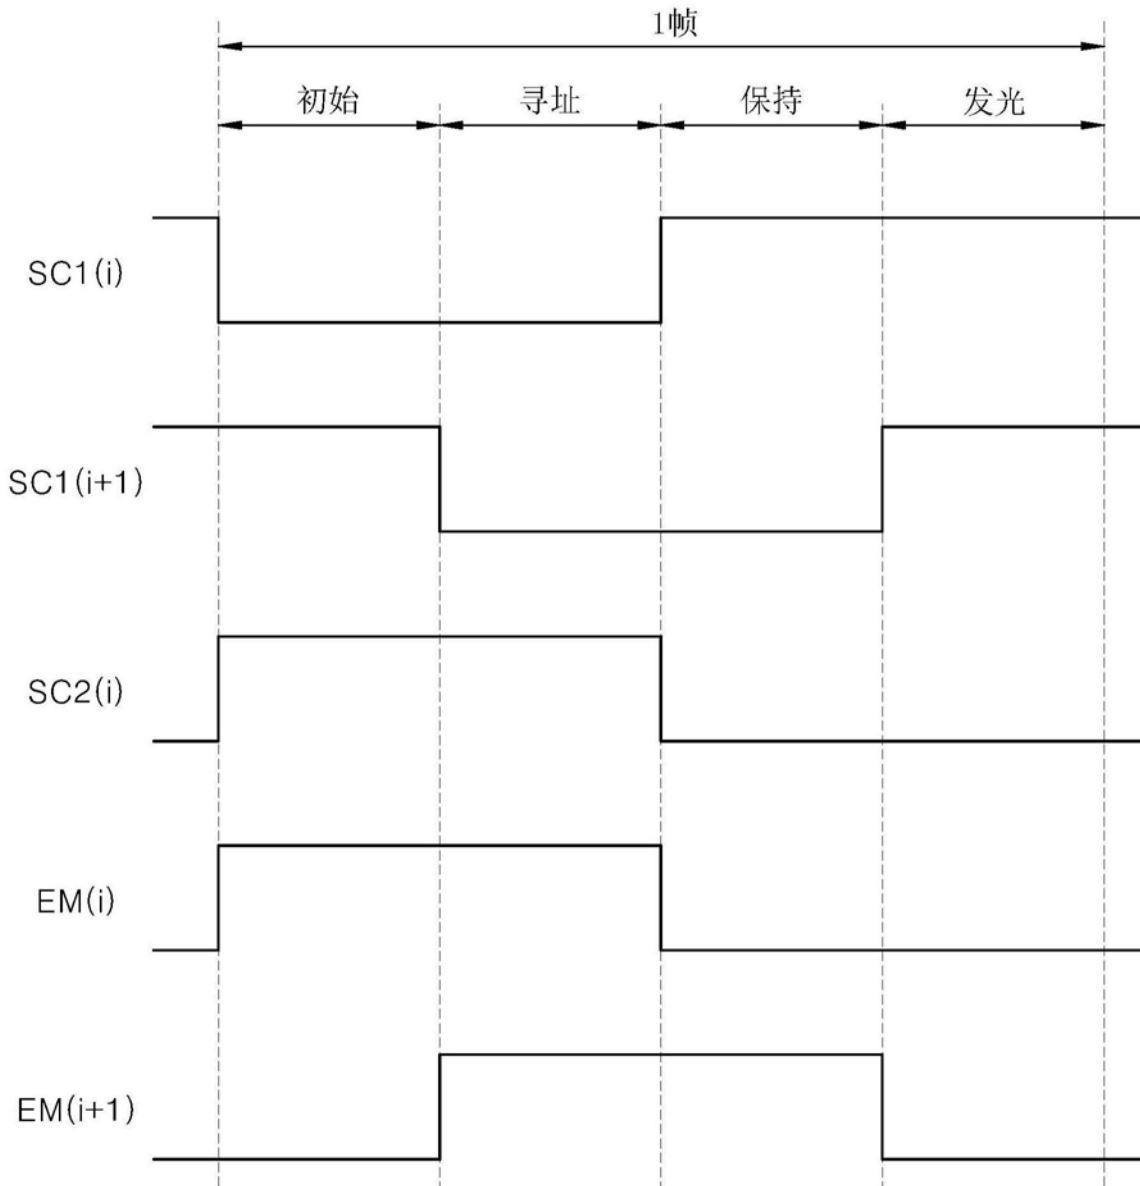 1帧
初始 寻址 保持 发光
SC1(i)
SC1(i+1)
SC2(i)
EM(i)
EM(i+1)